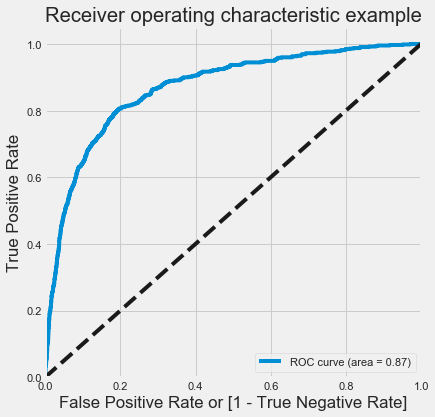 Receiver operating characteristic example
1.0
0.8
0.6
0.4
0.2
0.0
True Positive Rate
ROC curve (area = 0.87)
0.0 0.2 0.4 0.6 0.8 1.0
False Positive Rate or [1 - True Negative Rate]